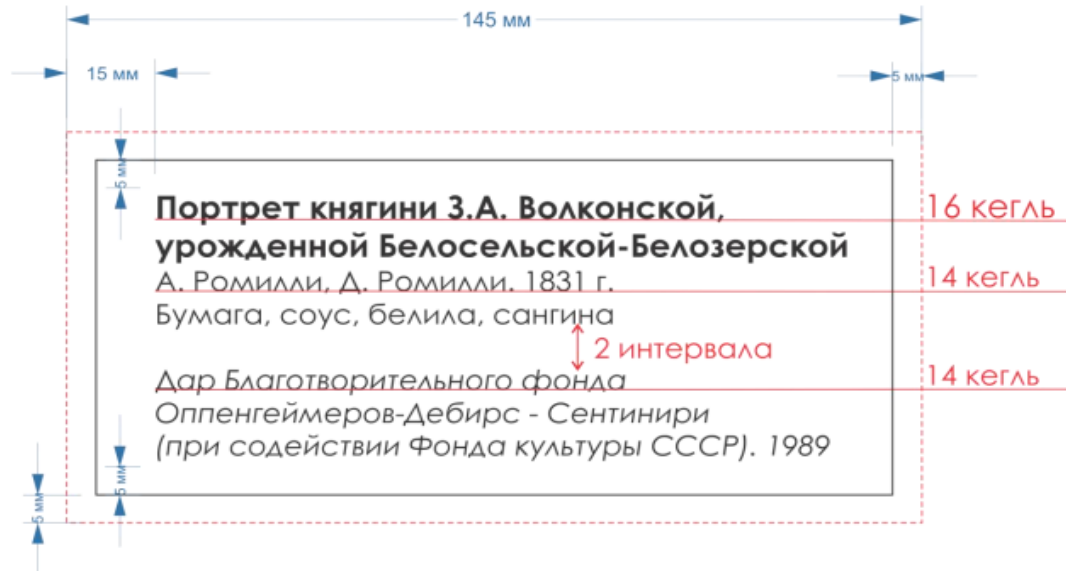 145 мм
15 мм
5 мм
5 мм
Портрет княгини З.А. Волконской,
16 кегль
урожденной Белосельской-Белозерской
А. Ромилли, Д. Ромилли. 1831 г.
14 кегль
Бумага, соус, белила, сангина
2 интервала
Дар Благотворительного фонда
14 кегль
Оппенгеймеров-Дебирс - Сентинири
(при содействии Фонда культуры СССР). 1989
5 мм
5 мм